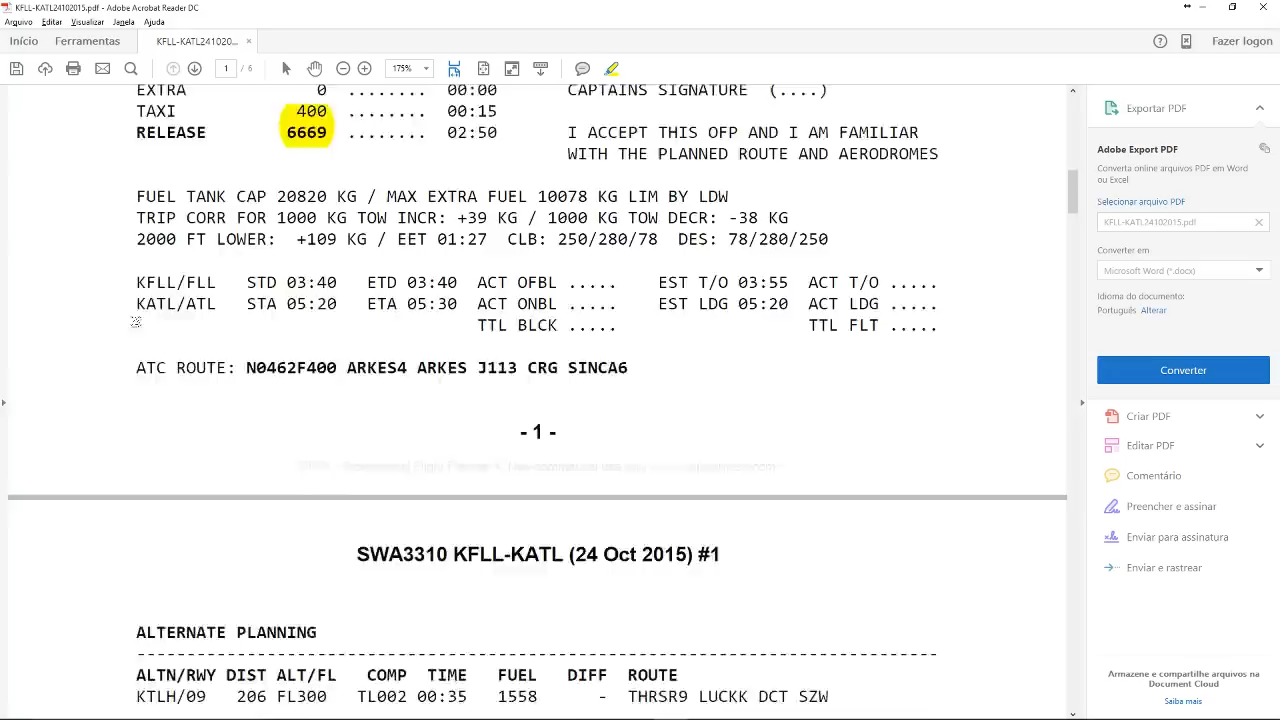 KFLL-KATL24102015.pdf - Adobe Acrobat Reader DC
Arquivo Editar Visualizar Janela Ajuda
Início Ferramentas KFLL-KATL241020... × Fazer logon
1 / 6 175%
EXTRA 0 ........ 00:00 CAPTAINS SIGNATURE (....)
TAXI 400 ........ 00:15
RELEASE 6669 ........ 02:50 I ACCEPT THIS OFP AND I AM FAMILIAR
WITH THE PLANNED ROUTE AND AERODROMES
FUEL TANK CAP 20820 KG / MAX EXTRA FUEL 10078 KG LIM BY LDW
TRIP CORR FOR 1000 KG TOW INCR: +39 KG / 1000 KG TOW DECR: -38 KG
2000 FT LOWER: +109 KG / EET 01:27 CLB: 250/280/78 DES: 78/280/250
KFLL/FLL STD 03:40 ETD 03:40 ACT OFBL ..... EST T/O 03:55 ACT T/O .....
KATL/ATL STA 05:20 ETA 05:30 ACT ONBL ..... EST LDG 05:20 ACT LDG .....
TTL BLCK ..... TTL FLT .....
ATC ROUTE: N0462F400 ARKES4 ARKES J113 CRG SINCA6
- 1 -
SWA3310 KFLL-KATL (24 Oct 2015) #1
ALTERNATE PLANNING
--------------------------------------------------------------------------------
ALTN/RWY DIST ALT/FL COMP TIME FUEL DIFF ROUTE
KTLH/09 206 FL300 TL002 00:35 1558 - THRSR9 LUCKK DCT SZW
Exportar PDF
Adobe Export PDF
Converta online arquivos PDF em Word
ou Excel
Selecionar arquivo PDF
KFLL-KATL24102015.pdf ×
Converter em
Microsoft Word (*.docx)
Idioma do documento:
Português Alterar
Converter
Criar PDF
Editar PDF
Comentário
Preencher e assinar
Enviar para assinatura
Enviar e rastrear
Armazene e compartilhe arquivos na
Document Cloud
Saiba mais